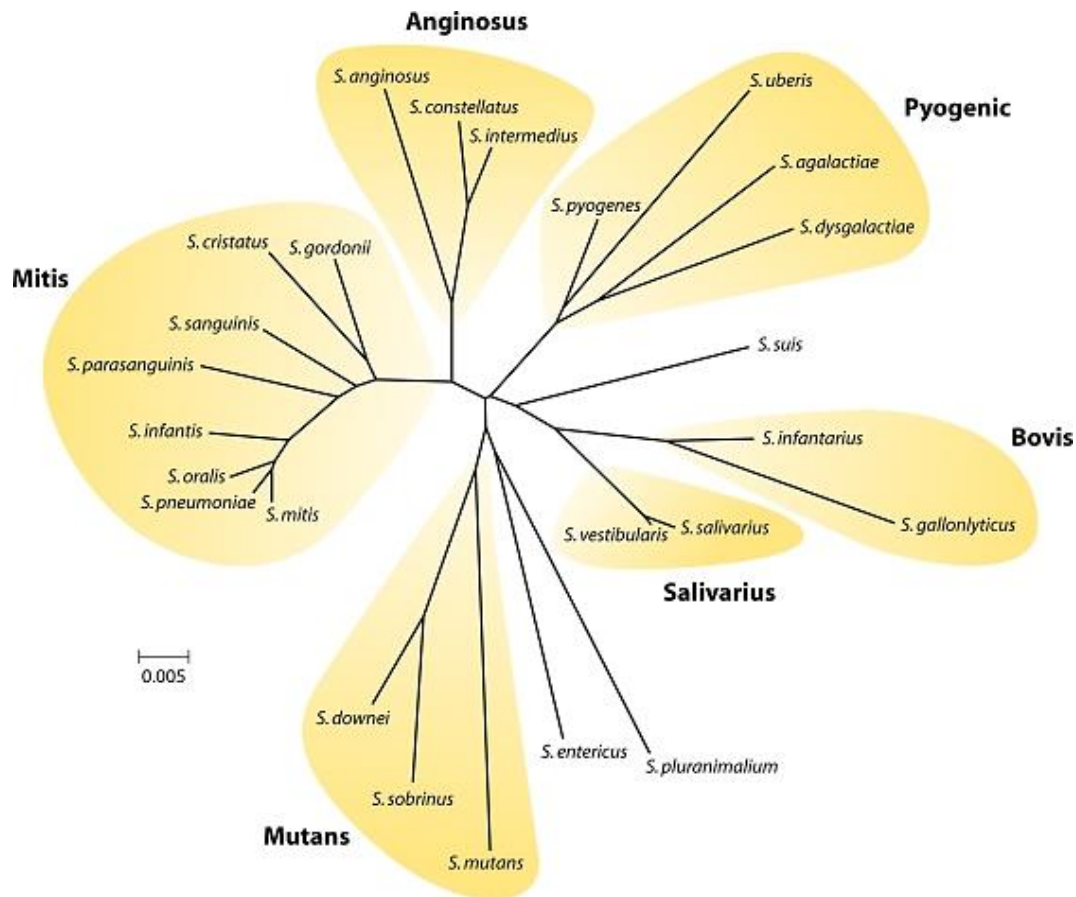 Anginosus
S. anginosus
S. constellatus
S. intermedius
S. uberis
Pyogenic
S. agalactiae
S. pyogenes
S. dysgalactiae
S. cristatus
S. gordonii
Mitis
S. sanguinis
S. parasanguinis
S. suis
S. infantis
S. infantarius
Bovis
S. oralis
S. pneumoniae
S. mitis
S. gallonlyticus
S. vestibularis
S. salivarius
Salivarius
0.005
S. downei
S. entericus
S. pluranimalium
S. sobrinus
Mutans
S. mutans